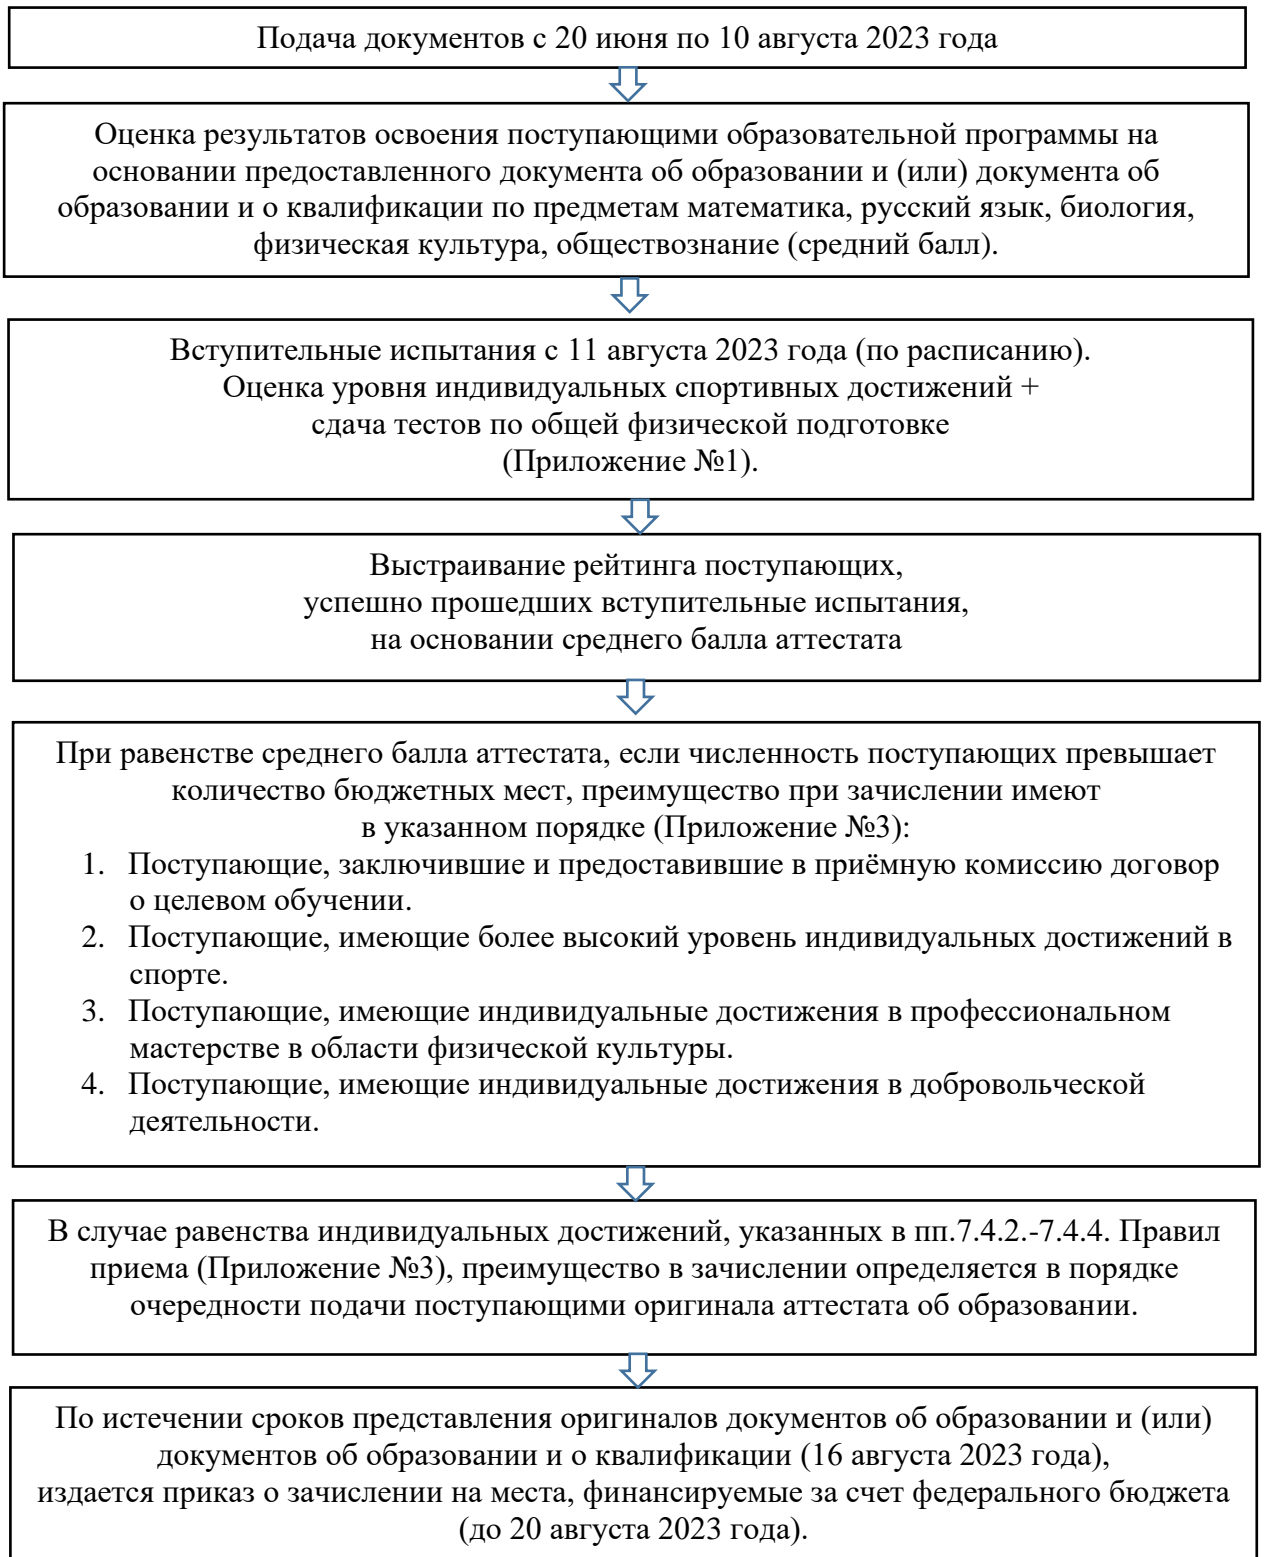 Подача документов с 20 июня по 10 августа 2023 года
Оценка результатов освоения поступающими образовательной программы на
основании предоставленного документа об образовании и (или) документа об
образовании и о квалификации по предметам математика, русский язык, биология,
физическая культура, обществознание (средний балл).
Вступительные испытания с 11 августа 2023 года (по расписанию).
Оценка уровня индивидуальных спортивных достижений +
сдача тестов по общей физической подготовке
(Приложение №1).
Выстраивание рейтинга поступающих,
успешно прошедших вступительные испытания,
на основании среднего балла аттестата
При равенстве среднего балла аттестата, если численность поступающих превышает
количество бюджетных мест, преимущество при зачислении имеют
в указанном порядке (Приложение №3):
1. Поступающие, заключившие и предоставившие в приёмную комиссию договор
о целевом обучении.
2. Поступающие, имеющие более высокий уровень индивидуальных достижений в
спорте.
3. Поступающие, имеющие индивидуальные достижения в профессиональном
мастерстве в области физической культуры.
4. Поступающие, имеющие индивидуальные достижения в добровольческой
деятельности.
В случае равенства индивидуальных достижений, указанных в пп.7.4.2.-7.4.4. Правил
приема (Приложение №3), преимущество в зачислении определяется в порядке
очередности подачи поступающими оригинала аттестата об образовании.
По истечении сроков представления оригиналов документов об образовании и (или)
документов об образовании и о квалификации (16 августа 2023 года),
издается приказ о зачислении на места, финансируемые за счет федерального бюджета
(до 20 августа 2023 года).